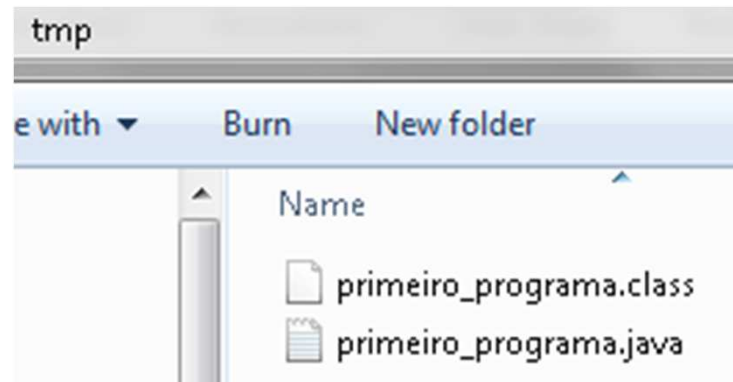 tmp
e with Burn New folder
Name
primeiro_programa.class
primeiro_programa.java